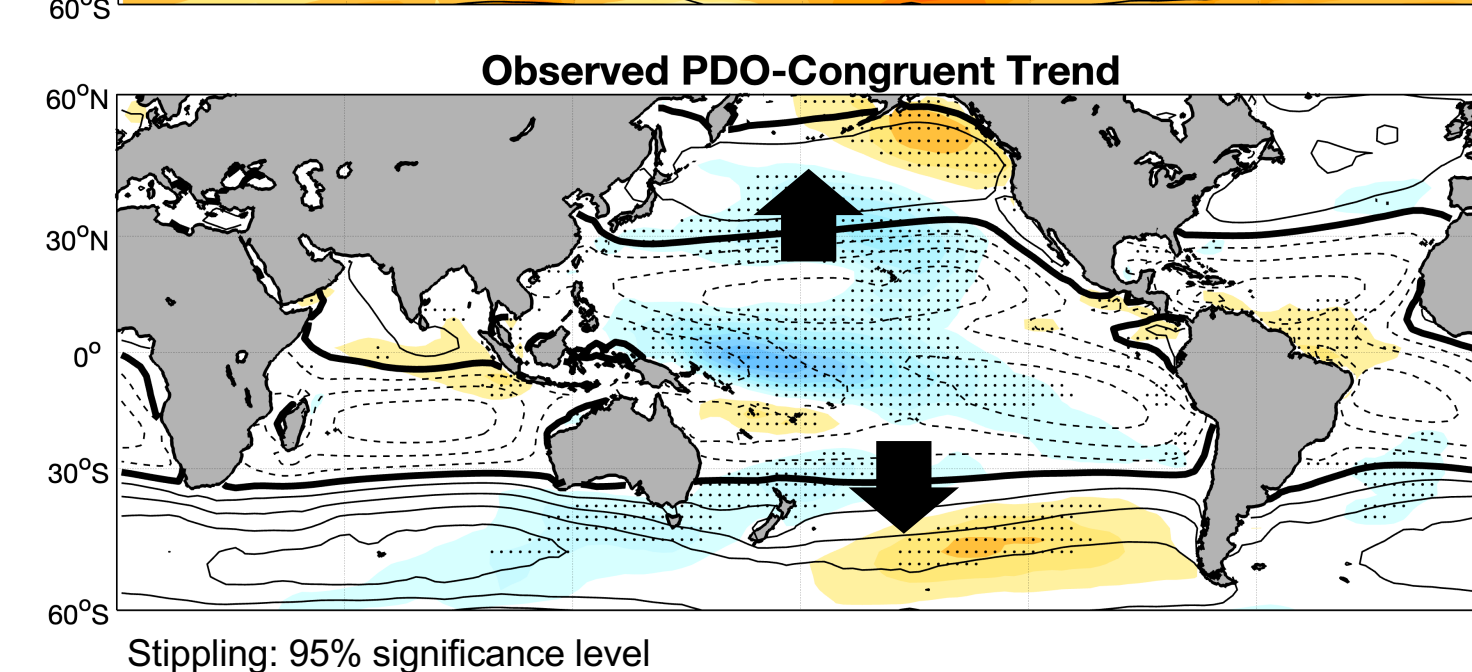 60°S
Observed PDO-Congruent Trend
60°N
30°N
0°
30°S
60°S
Stippling: 95% significance level